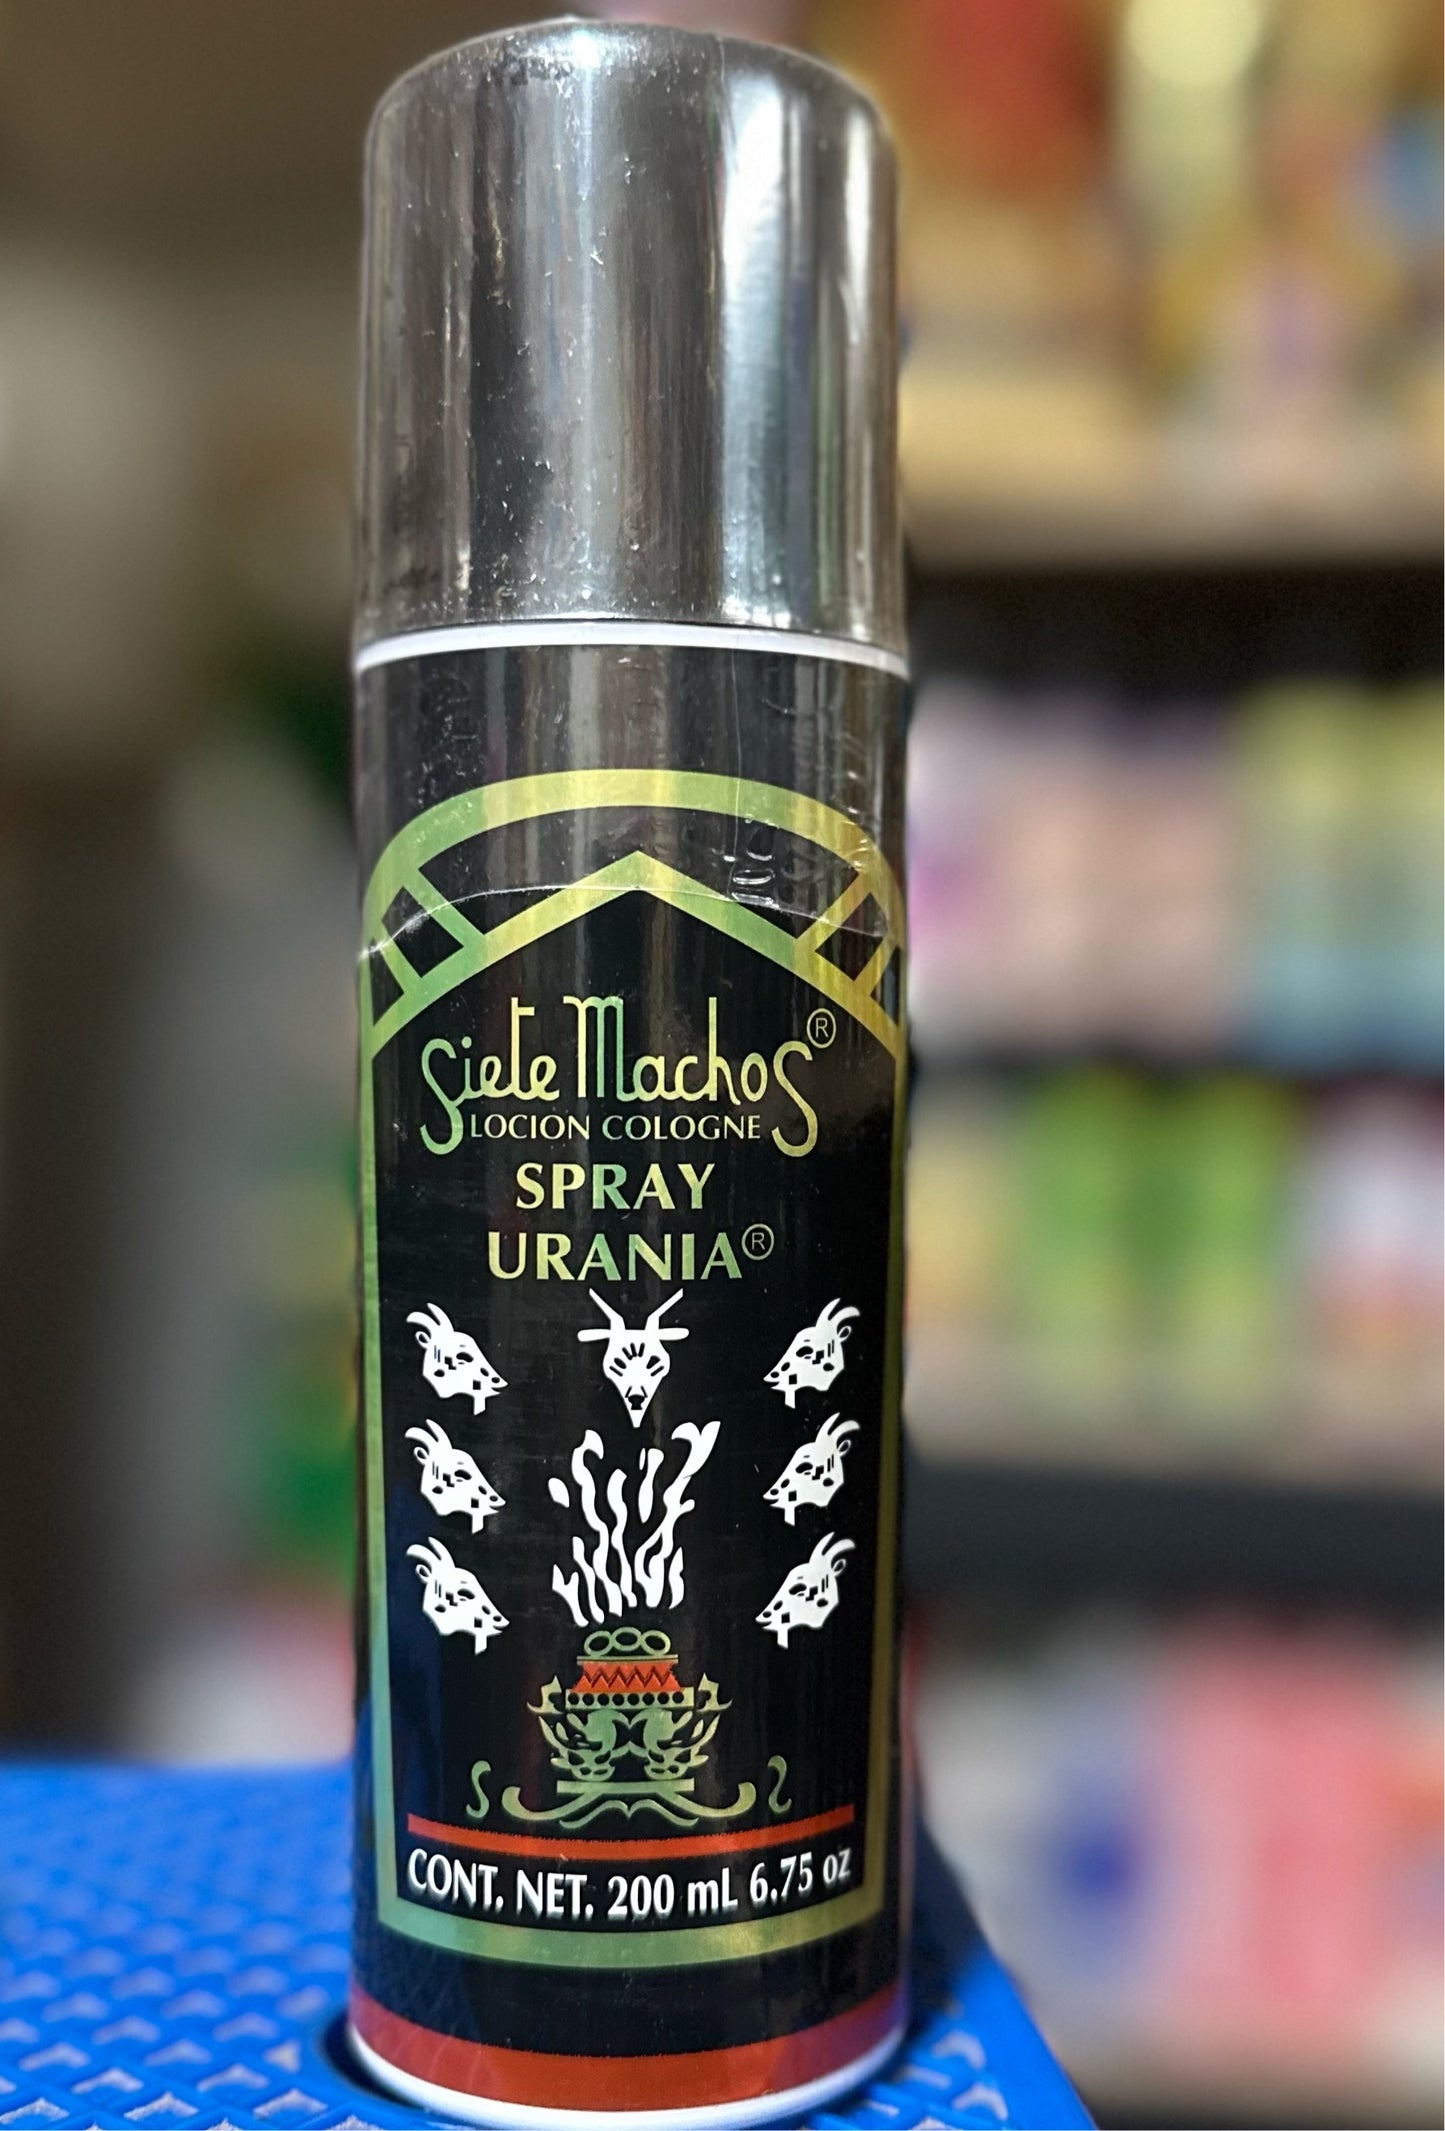 Siete Machos®
LOCION COLOGNE
SPRAY
URANIA®
CONT. NET. 200 mL 6.75 oz